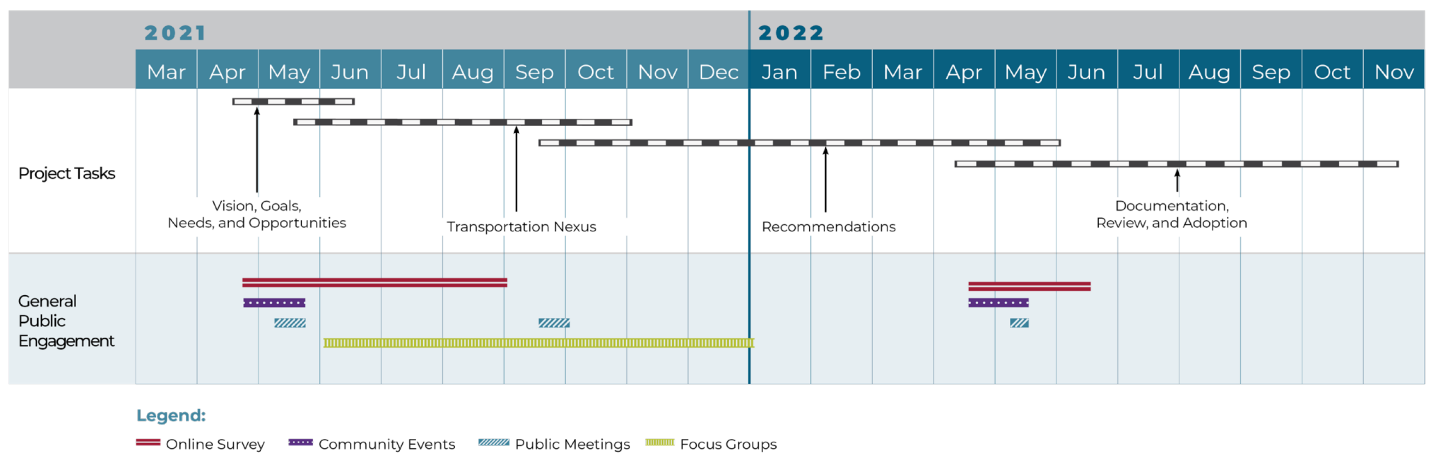 2021
2022
Mar Apr May Jun Jul Aug Sep Oct Nov Dec Jan Feb Mar Apr May Jun Jul Aug Sep Oct Nov
Project Tasks
Vision, Goals,
Needs, and Opportunities
Transportation Nexus
Recommendations
Documentation,
Review, and Adoption
General
Public
Engagement
Legend:
Online Survey Community Events Public Meetings Focus Groups